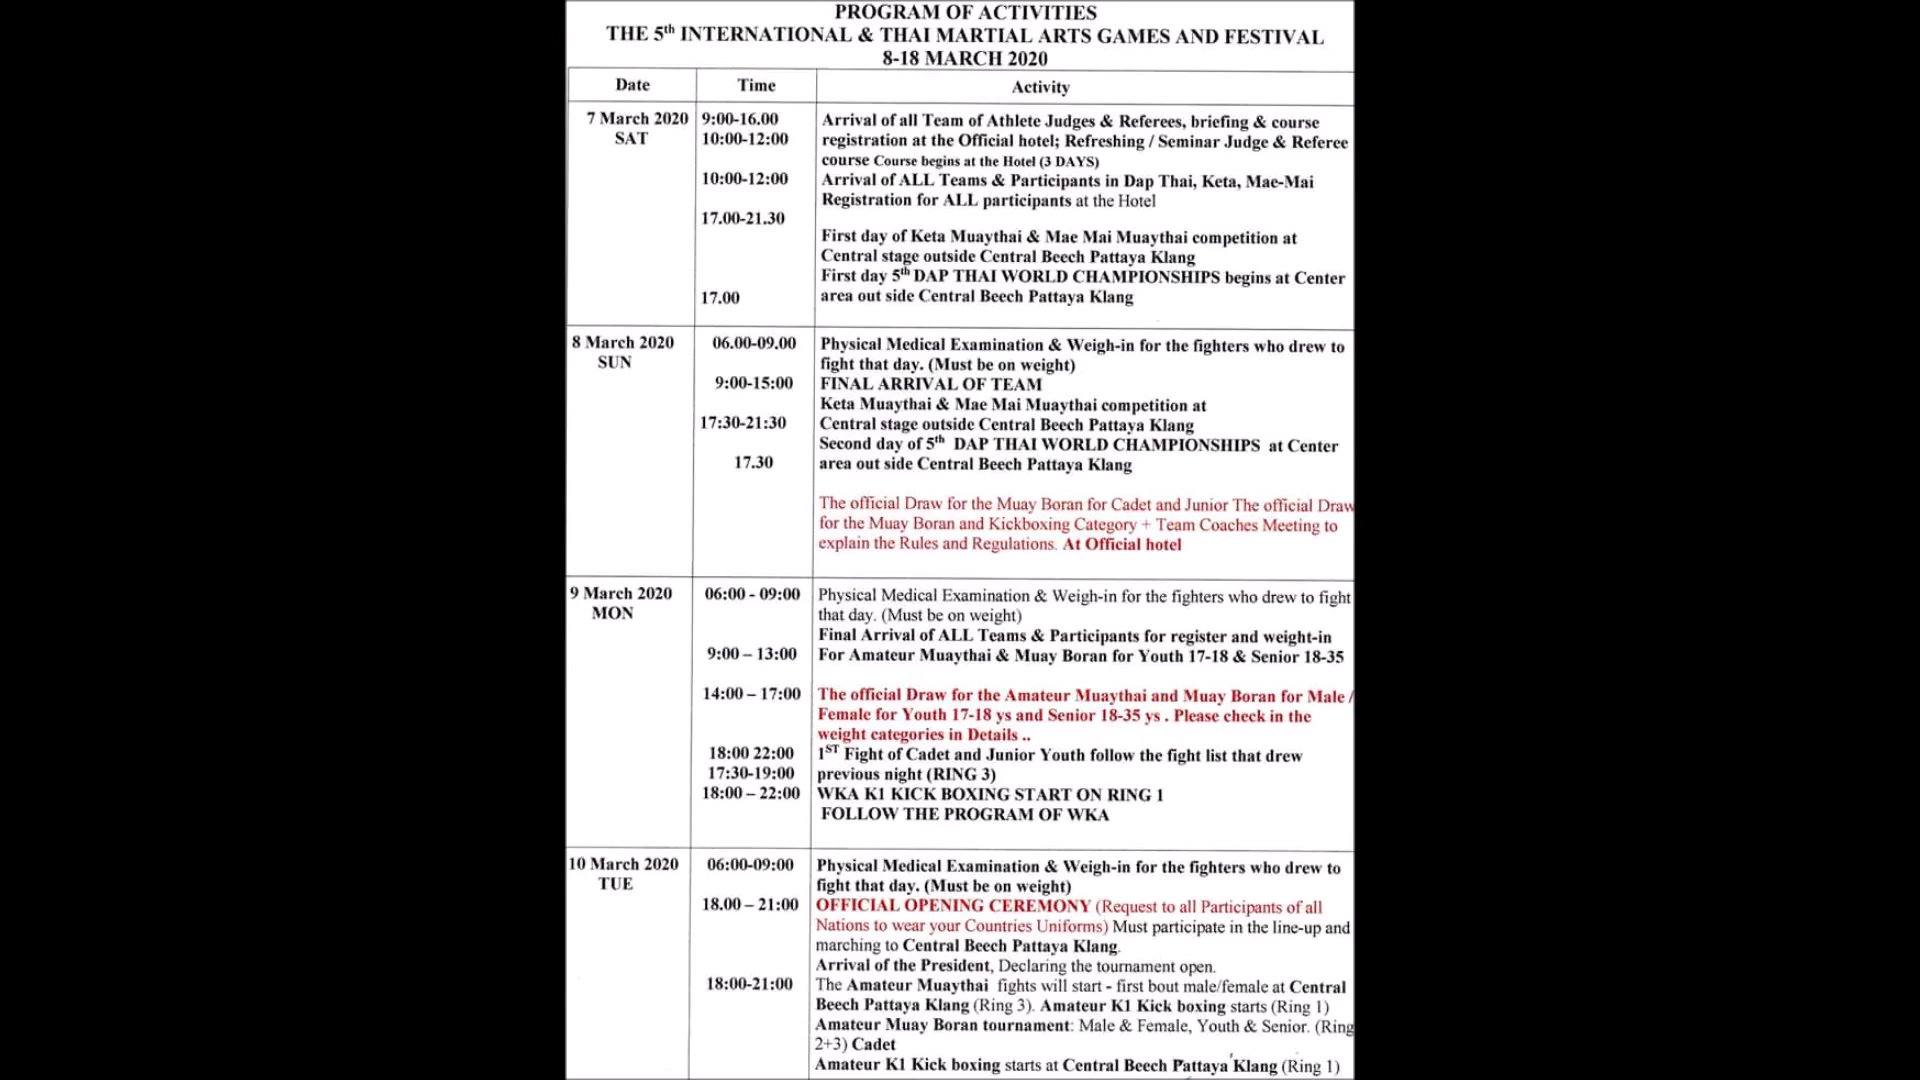 PROGRAM OF ACTIVITIES
THE 5th INTERNATIONAL & THAI MARTIAL ARTS GAMES AND FESTIVAL
8-18 MARCH 2020
Date Time Activity
7 March 2020 9:00-16.00 Arrival of all Team of Athlete Judges & Referees, briefing & course
SAT 10:00-12:00 registration at the Official hotel; Refreshing / Seminar Judge & Referee
course Course begins at the Hotel (3 DAYS)
10:00-12:00 Arrival of ALL Teams & Participants in Dap Thai, Keta, Mae-Mai
Registration for ALL participants at the Hotel
17.00-21.30
First day of Keta Muaythai & Mae Mai Muaythai competition at
Central stage outside Central Beech Pattaya Klang
First day 5th DAP THAI WORLD CHAMPIONSHIPS begins at Center
17.00 area out side Central Beech Pattaya Klang
8 March 2020 06.00-09.00 Physical Medical Examination & Weigh-in for the fighters who drew to
SUN fight that day. (Must be on weight)
9:00-15:00 FINAL ARRIVAL OF TEAM
Keta Muaythai & Mae Mai Muaythai competition at
17:30-21:30 Central stage outside Central Beech Pattaya Klang
Second day of 5th DAP THAI WORLD CHAMPIONSHIPS at Center
17.30 area out side Central Beech Pattaya Klang
The official Draw for the Muay Boran for Cadet and Junior The official Draw
for the Muay Boran and Kickboxing Category + Team Coaches Meeting to
explain the Rules and Regulations. At Official hotel
9 March 2020 06:00 - 09:00 Physical Medical Examination & Weigh-in for the fighters who drew to fight
MON that day. (Must be on weight)
Final Arrival of ALL Teams & Participants for register and weight-in
9:00 – 13:00 For Amateur Muaythai & Muay Boran for Youth 17-18 & Senior 18-35
14:00 – 17:00 The official Draw for the Amateur Muaythai and Muay Boran for Male /
Female for Youth 17-18 ys and Senior 18-35 ys . Please check in the
weight categories in Details ..
18:00 22:00 1ST Fight of Cadet and Junior Youth follow the fight list that drew
17:30-19:00 previous night (RING 3)
18:00 – 22:00 WKA K1 KICK BOXING START ON RING 1
FOLLOW THE PROGRAM OF WKA
10 March 2020 06:00-09:00 Physical Medical Examination & Weigh-in for the fighters who drew to
TUE fight that day. (Must be on weight)
18.00 – 21:00 OFFICIAL OPENING CEREMONY (Request to all Participants of all
Nations to wear your Countries Uniforms) Must participate in the line-up and
marching to Central Beech Pattaya Klang.
Arrival of the President, Declaring the tournament open.
18:00-21:00 The Amateur Muaythai fights will start - first bout male/female at Central
Beech Pattaya Klang (Ring 3). Amateur K1 Kick boxing starts (Ring 1)
Amateur Muay Boran tournament: Male & Female, Youth & Senior. (Ring
2+3) Cadet
Amateur K1 Kick boxing starts at Central Beech Pattaya Klang (Ring 1)